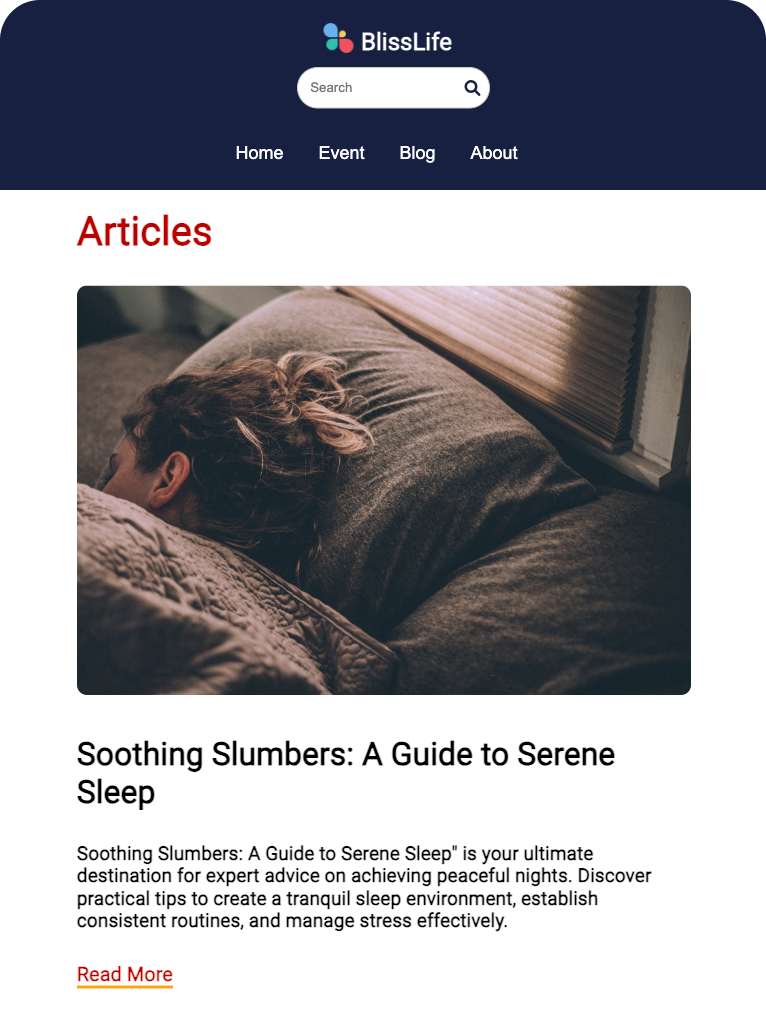 BlissLife
Search
Home Event Blog About
Articles
Soothing Slumbers: A Guide to Serene
Sleep
Soothing Slumbers: A Guide to Serene Sleep" is your ultimate
destination for expert advice on achieving peaceful nights. Discover
practical tips to create a tranquil sleep environment, establish
consistent routines, and manage stress effectively.
Read More